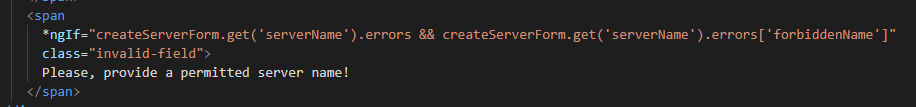 </span>
<span
*ngIf="createServerForm.get('serverName').errors && createServerForm.get('serverName').errors['forbiddenName']"
class="invalid-field">
Please, provide a permitted server name!
</span>